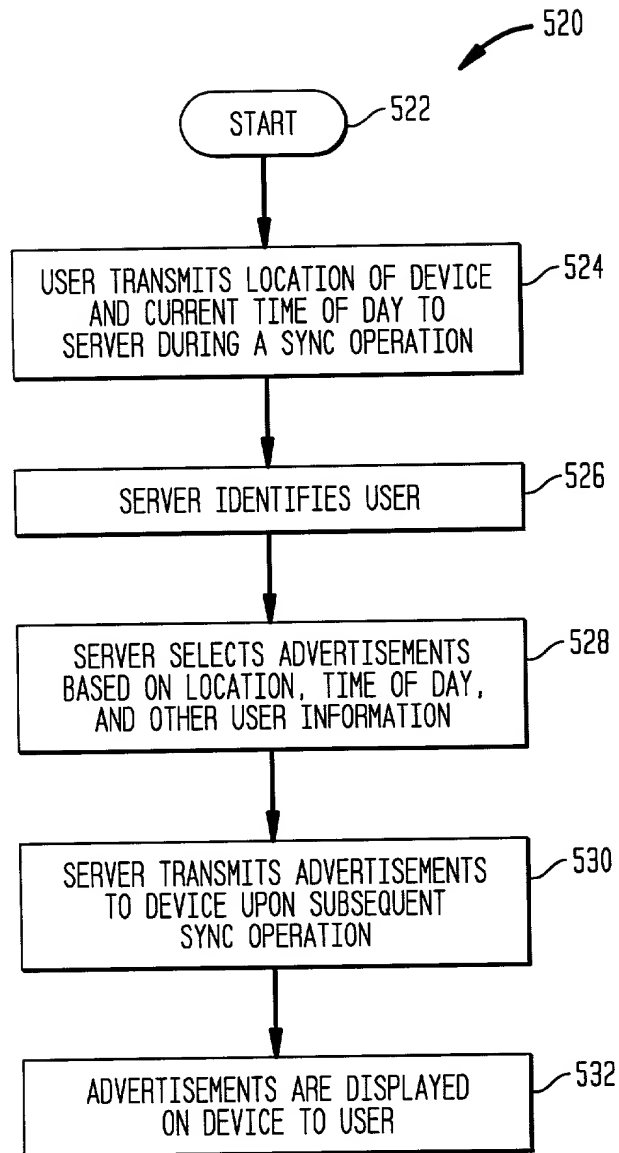 520
START
522
USER TRANSMITS LOCATION OF DEVICE
AND CURRENT TIME OF DAY TO
SERVER DURING A SYNC OPERATION
524
SERVER IDENTIFIES USER
526
SERVER SELECTS ADVERTISEMENTS
BASED ON LOCATION, TIME OF DAY,
AND OTHER USER INFORMATION
528
SERVER TRANSMITS ADVERTISEMENTS
TO DEVICE UPON SUBSEQUENT
SYNC OPERATION
530
ADVERTISEMENTS ARE DISPLAYED
ON DEVICE TO USER
532